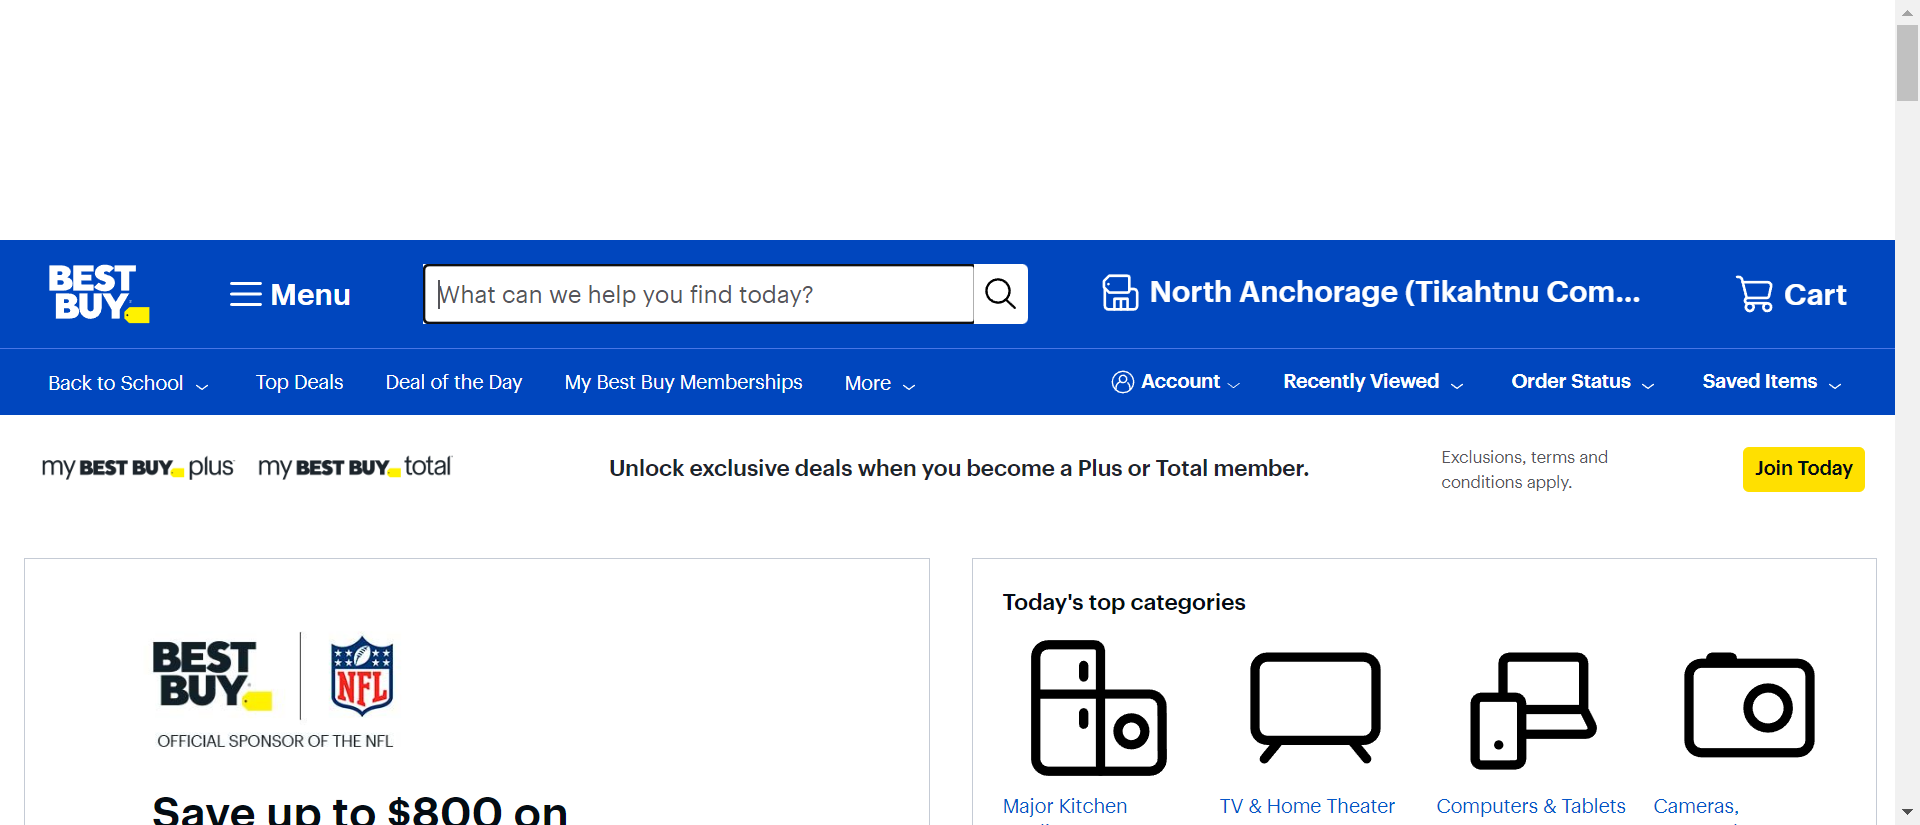 BEST BUY
Menu
What can we help you find today?
North Anchorage (Tikahtnu Com...
Cart
Back to School
Top Deals
Deal of the Day
My Best Buy Memberships
More
Account
Recently Viewed
Order Status
Saved Items
my BEST BUY plus
my BEST BUY total
Unlock exclusive deals when you become a Plus or Total member.
Exclusions, terms and
conditions apply.
Join Today
BEST
BUY
NFL
OFFICIAL SPONSOR OF THE NFL
Save up to $800 on
Today's top categories
Major Kitchen
TV & Home Theater
Computers & Tablets
Cameras,